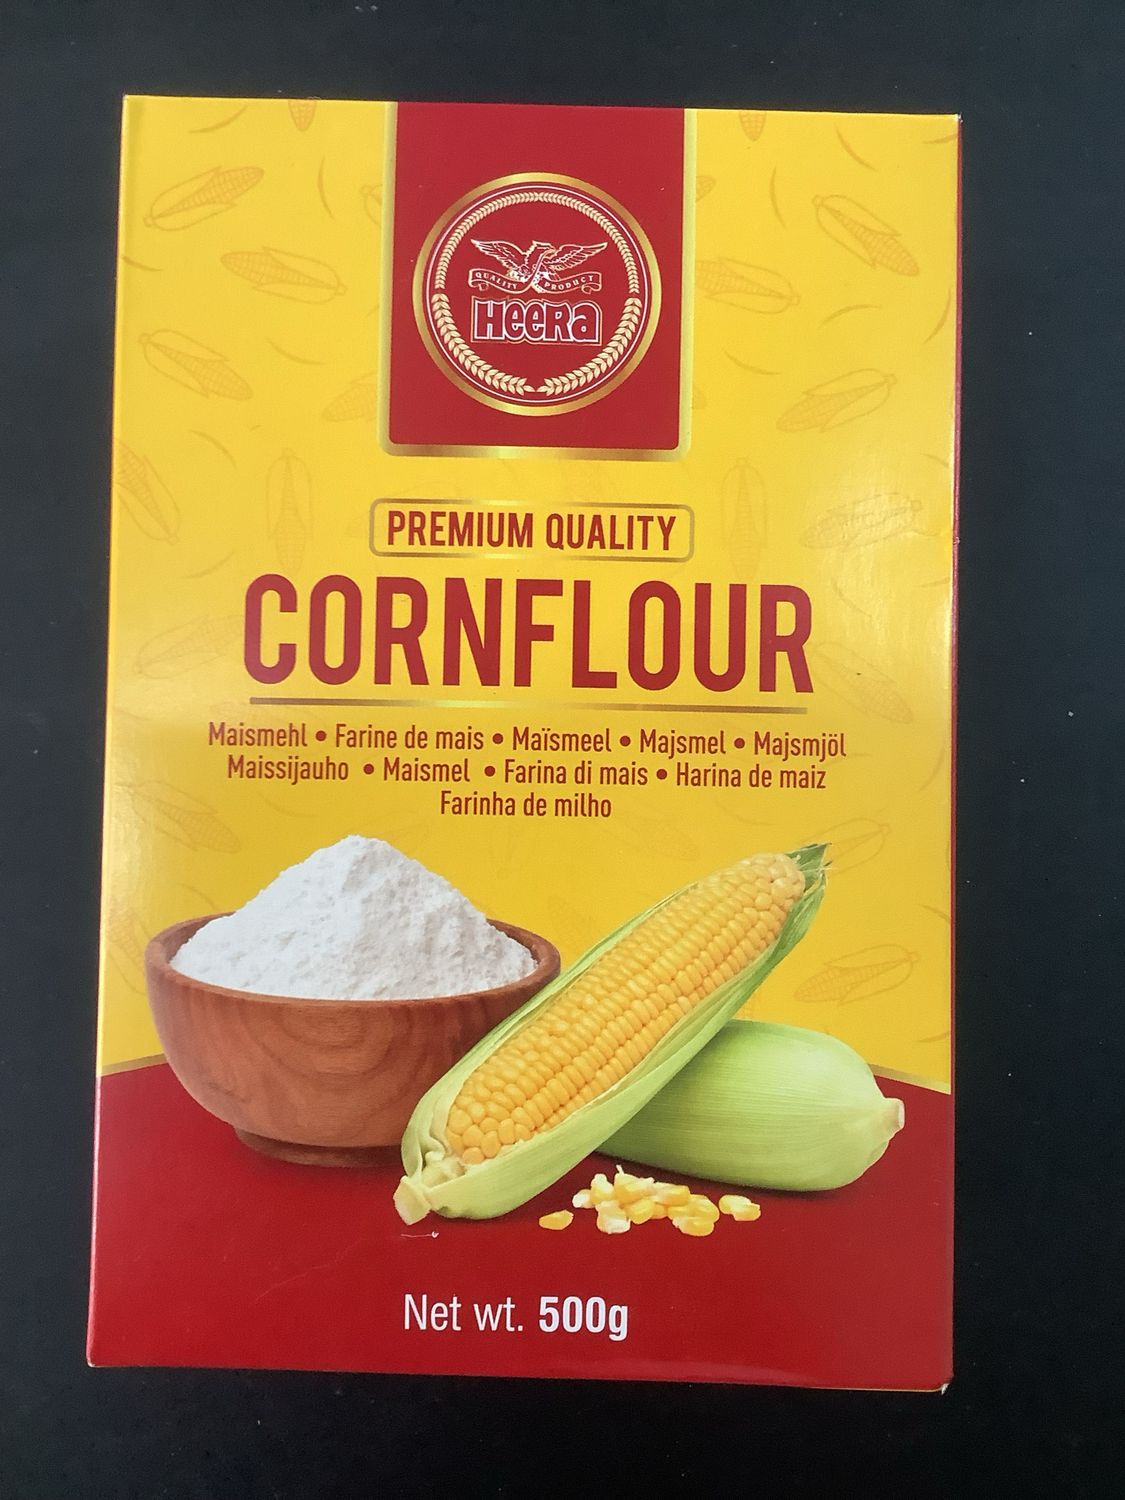 QUALITY PRODUCT
HEERa
PREMIUM QUALITY
CORNFLOUR
Maismehl • Farine de mais • Maïsmeel • Majsmel • Majsmjöl
Maissijauho • Maismel • Farina di mais • Harina de maiz
Farinha de milho
Net wt. 500g